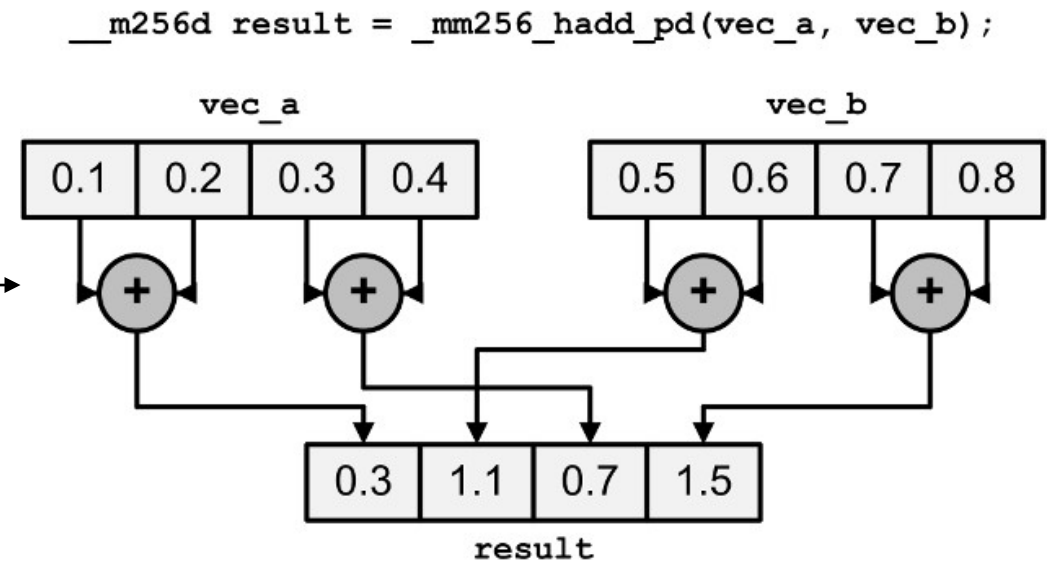 __m256d result = _mm256_hadd_pd(vec_a, vec_b);
vec_a vec_b
0.1 0.2 0.3 0.4 0.5 0.6 0.7 0.8
+ + + +
0.3 1.1 0.7 1.5
result